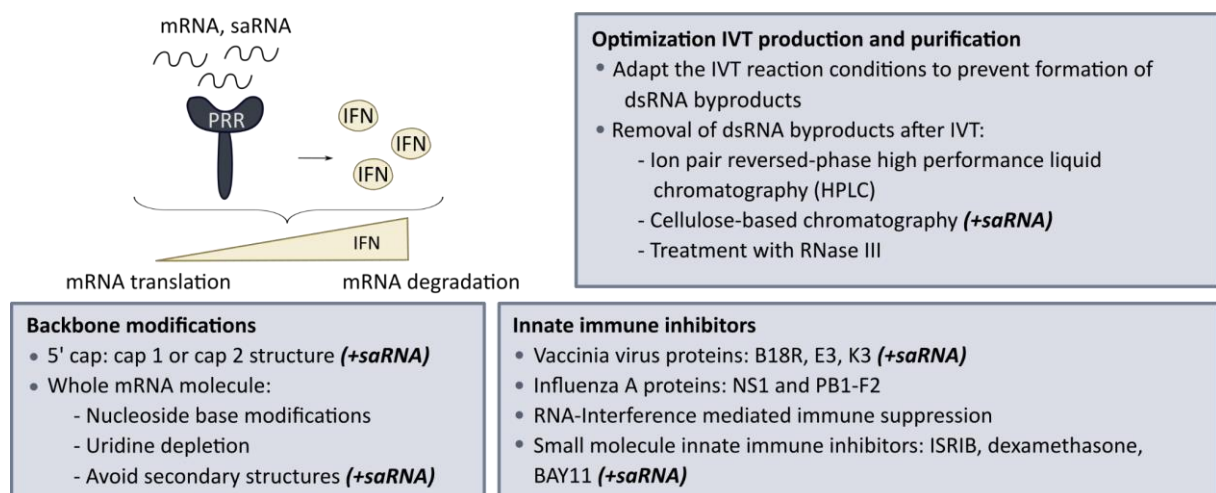 mRNA, saRNA
PRR
IFN
IFN
IFN
IFN
mRNA translation
mRNA degradation
Optimization IVT production and purification
• Adapt the IVT reaction conditions to prevent formation of
dsRNA byproducts
• Removal of dsRNA byproducts after IVT:
- Ion pair reversed-phase high performance liquid
chromatography (HPLC)
- Cellulose-based chromatography (+saRNA)
- Treatment with RNase III
Backbone modifications
• 5' cap: cap 1 or cap 2 structure (+saRNA)
• Whole mRNA molecule:
- Nucleoside base modifications
- Uridine depletion
- Avoid secondary structures (+saRNA)
Innate immune inhibitors
• Vaccinia virus proteins: B18R, E3, K3 (+saRNA)
• Influenza A proteins: NS1 and PB1-F2
• RNA-Interference mediated immune suppression
• Small molecule innate immune inhibitors: ISRIB, dexamethasone,
BAY11 (+saRNA)